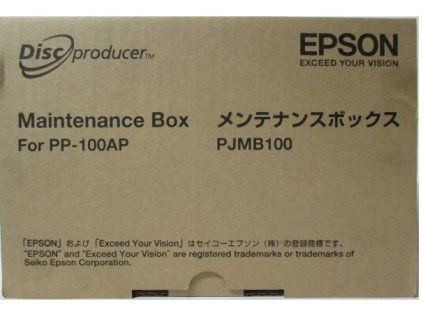 Disc producer™
EPSON
EXCEED YOUR VISION
Maintenance Box メンテナンスボックス
For PP-100AP PJMB100
「EPSON」および「Exceed Your Vision」はセイコーエプソン（株）の登録商標です。
"EPSON" and "Exceed Your Vision" are registered trademarks or trademarks of
Seiko Epson Corporation.